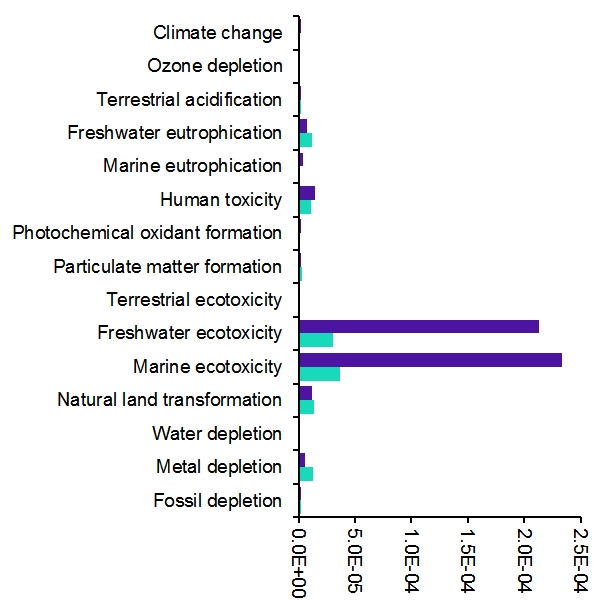 Climate change
Ozone depletion
Terrestrial acidification
Freshwater eutrophication
Marine eutrophication
Human toxicity
Photochemical oxidant formation
Particulate matter formation
Terrestrial ecotoxicity
Freshwater ecotoxicity
Marine ecotoxicity
Natural land transformation
Water depletion
Metal depletion
Fossil depletion
0.0E+00
5.0E-05
1.0E-04
1.5E-04
2.0E-04
2.5E-04